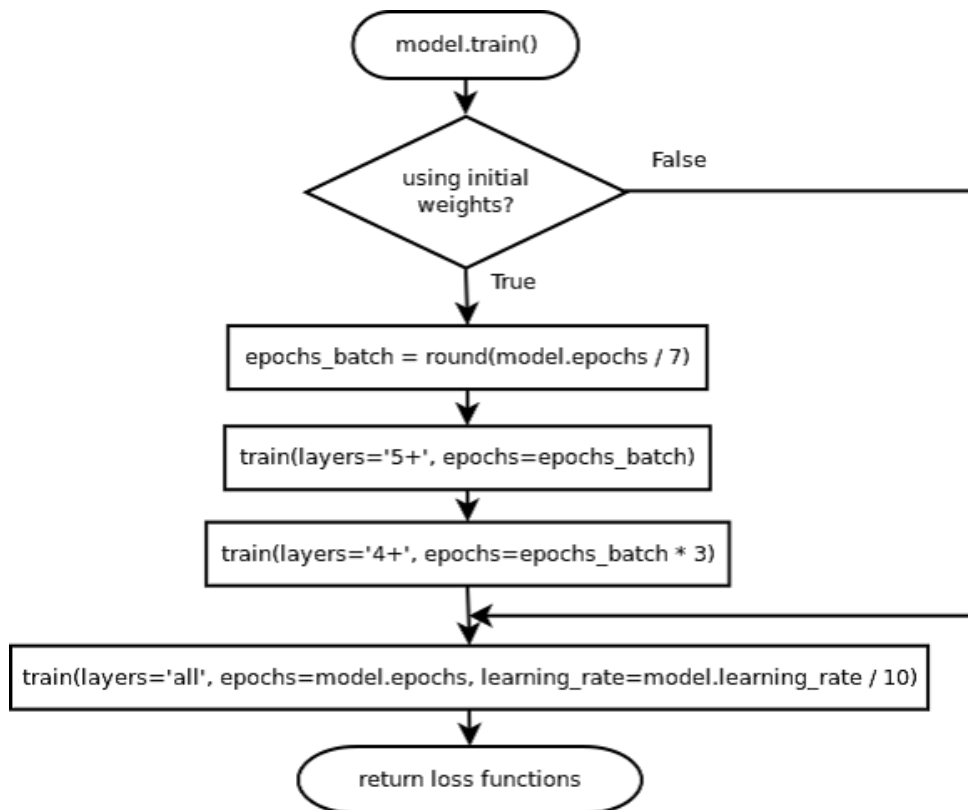 model.train()
False
using initial
weights?
True
epochs_batch = round(model.epochs / 7)
train(layers='5+', epochs=epochs_batch)
train(layers='4+', epochs=epochs_batch * 3)
train(layers='all', epochs=model.epochs, learning_rate=model.learning_rate / 10)
return loss functions